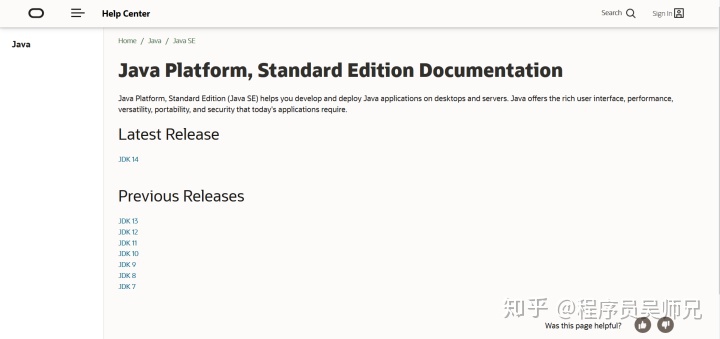 Help Center
Search
Sign In
Java
Home / Java / Java SE
Java Platform, Standard Edition Documentation
Java Platform, Standard Edition (Java SE) helps you develop and deploy Java applications on desktops and servers. Java offers the rich user interface, performance,
versatility, portability, and security that today's applications require.
Latest Release
JDK 14
Previous Releases
JDK 13
JDK 12
JDK 11
JDK 10
JDK 9
JDK 8
JDK 7
知乎 @程序员吴师兄
Was this page helpful?